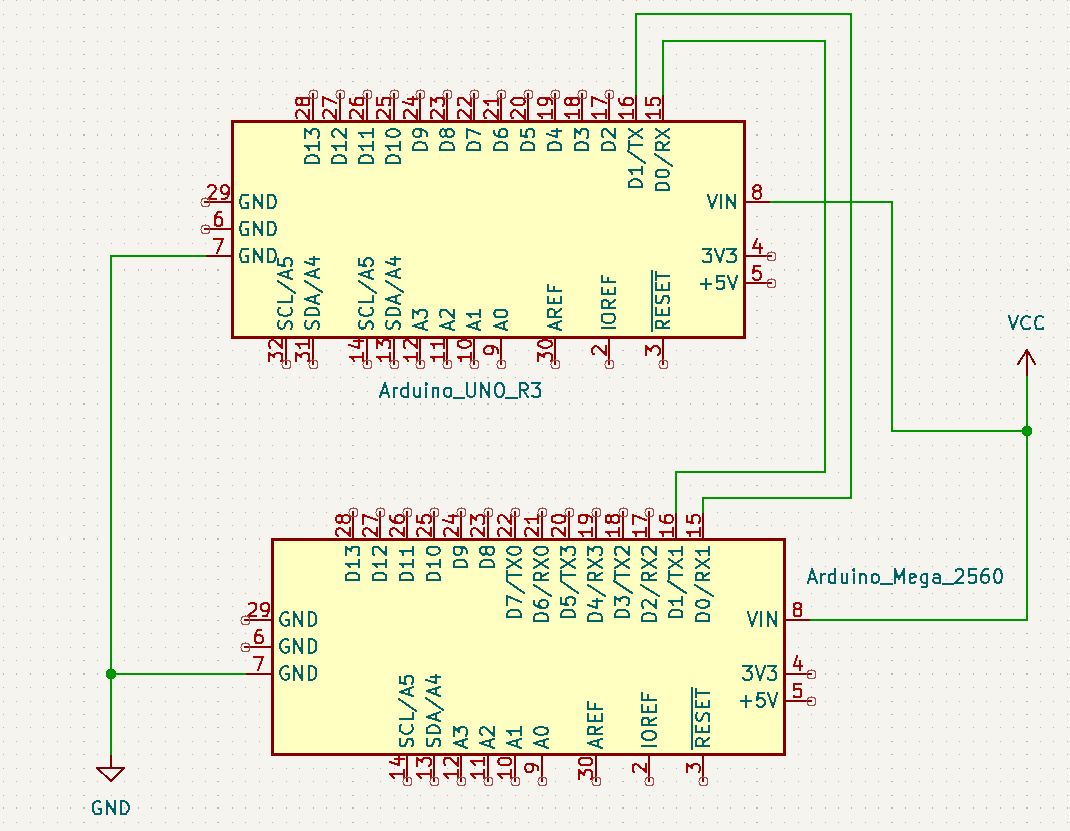 28 27 26 25 24 23 22 21 20 19 18 17 16 15
D13 D12 D11 D10 D9 D8 D7 D6 D5 D4 D3 D2 D1/TX D0/RX
29 GND
6 GND
7 GND
VIN 8
3V3 4
+5V 5
SCL/A5 SDA/A4 SCL/A5 SDA/A4 A3 A2 A1 A0 AREF IOREF RESET
32 31 14 13 12 11 10 9 30 2 3
Arduino_UNO_R3
VCC
28 27 26 25 24 23 22 21 20 19 18 17 16 15
D13 D12 D11 D10 D9 D8 D7/TX0 D6/RX0 D5/TX3 D4/RX3 D3/TX2 D2/RX2 D1/TX1 D0/RX1
Arduino_Mega_2560
29 GND
6 GND
7 GND
VIN 8
3V3 4
+5V 5
SCL/A5 SDA/A4 A3 A2 A1 A0 AREF IOREF RESET
14 13 12 11 10 9 30 2 3
GND